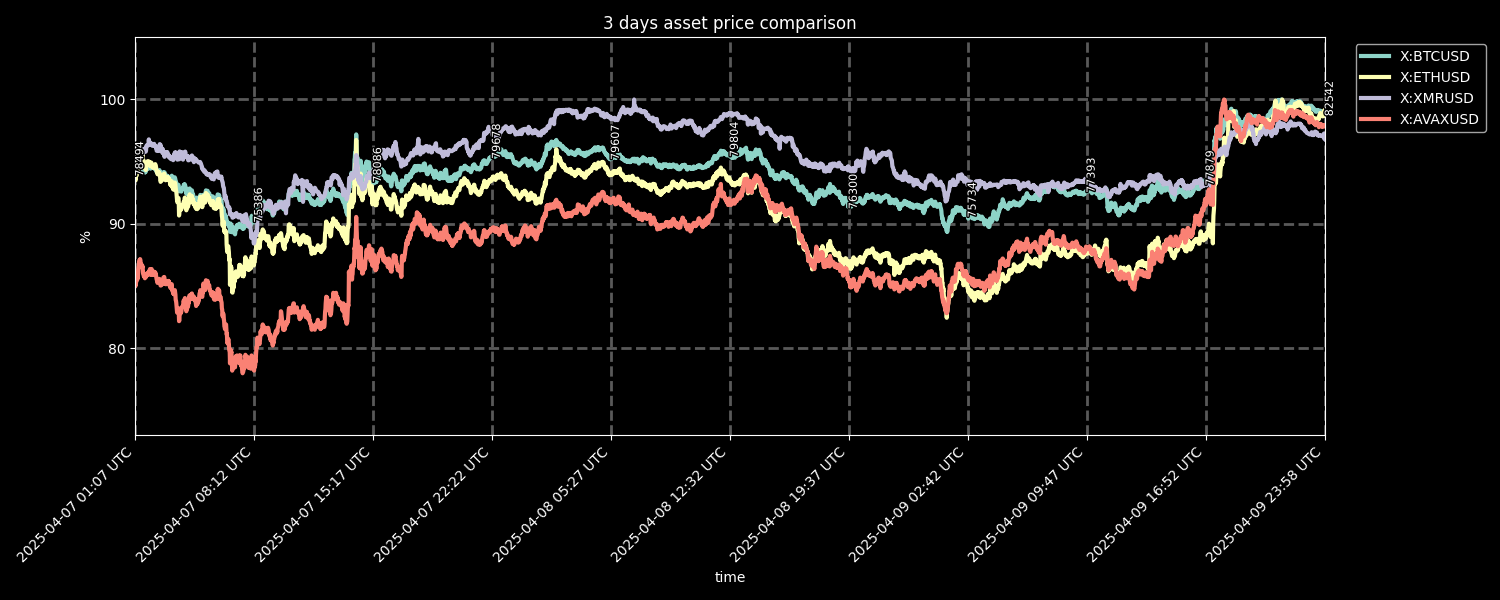 3 days asset price comparison
X:BTCUSD
X:ETHUSD
X:XMRUSD
X:AVAXUSD
100
90
80
%
78494
75386
78086
79678
79607
79804
76300
75734
77393
77879
82542
2025-04-07 01:07 UTC
2025-04-07 08:12 UTC
2025-04-07 15:17 UTC
2025-04-07 22:22 UTC
2025-04-08 05:27 UTC
2025-04-08 12:32 UTC
2025-04-08 19:37 UTC
2025-04-09 02:42 UTC
2025-04-09 09:47 UTC
2025-04-09 16:52 UTC
2025-04-09 23:58 UTC
time